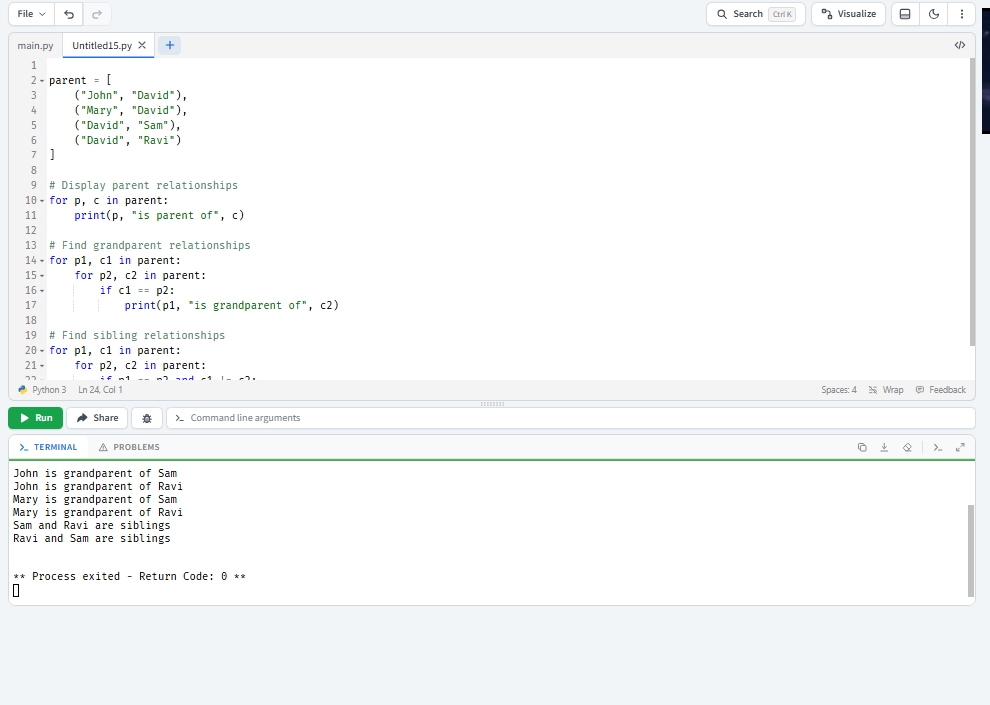 File
Search Ctrl K
Visualize
main.py Untitled15.py
1
2 parent = [
3     ("John", "David"),
4     ("Mary", "David"),
5     ("David", "Sam"),
6     ("David", "Ravi")
7 ]
8
9 # Display parent relationships
10 for p, c in parent:
11     print(p, "is parent of", c)
12
13 # Find grandparent relationships
14 for p1, c1 in parent:
15     for p2, c2 in parent:
16         if c1 == p2:
17             print(p1, "is grandparent of", c2)
18
19 # Find sibling relationships
20 for p1, c1 in parent:
21     for p2, c2 in parent:
22         if p1 == p2 and c1 != c2:
Python 3 Ln 24, Col 1 Spaces: 4 Wrap Feedback
Run Share >_ Command line arguments
>_ TERMINAL PROBLEMS >_
John is grandparent of Sam
John is grandparent of Ravi
Mary is grandparent of Sam
Mary is grandparent of Ravi
Sam and Ravi are siblings
Ravi and Sam are siblings
** Process exited - Return Code: 0 **